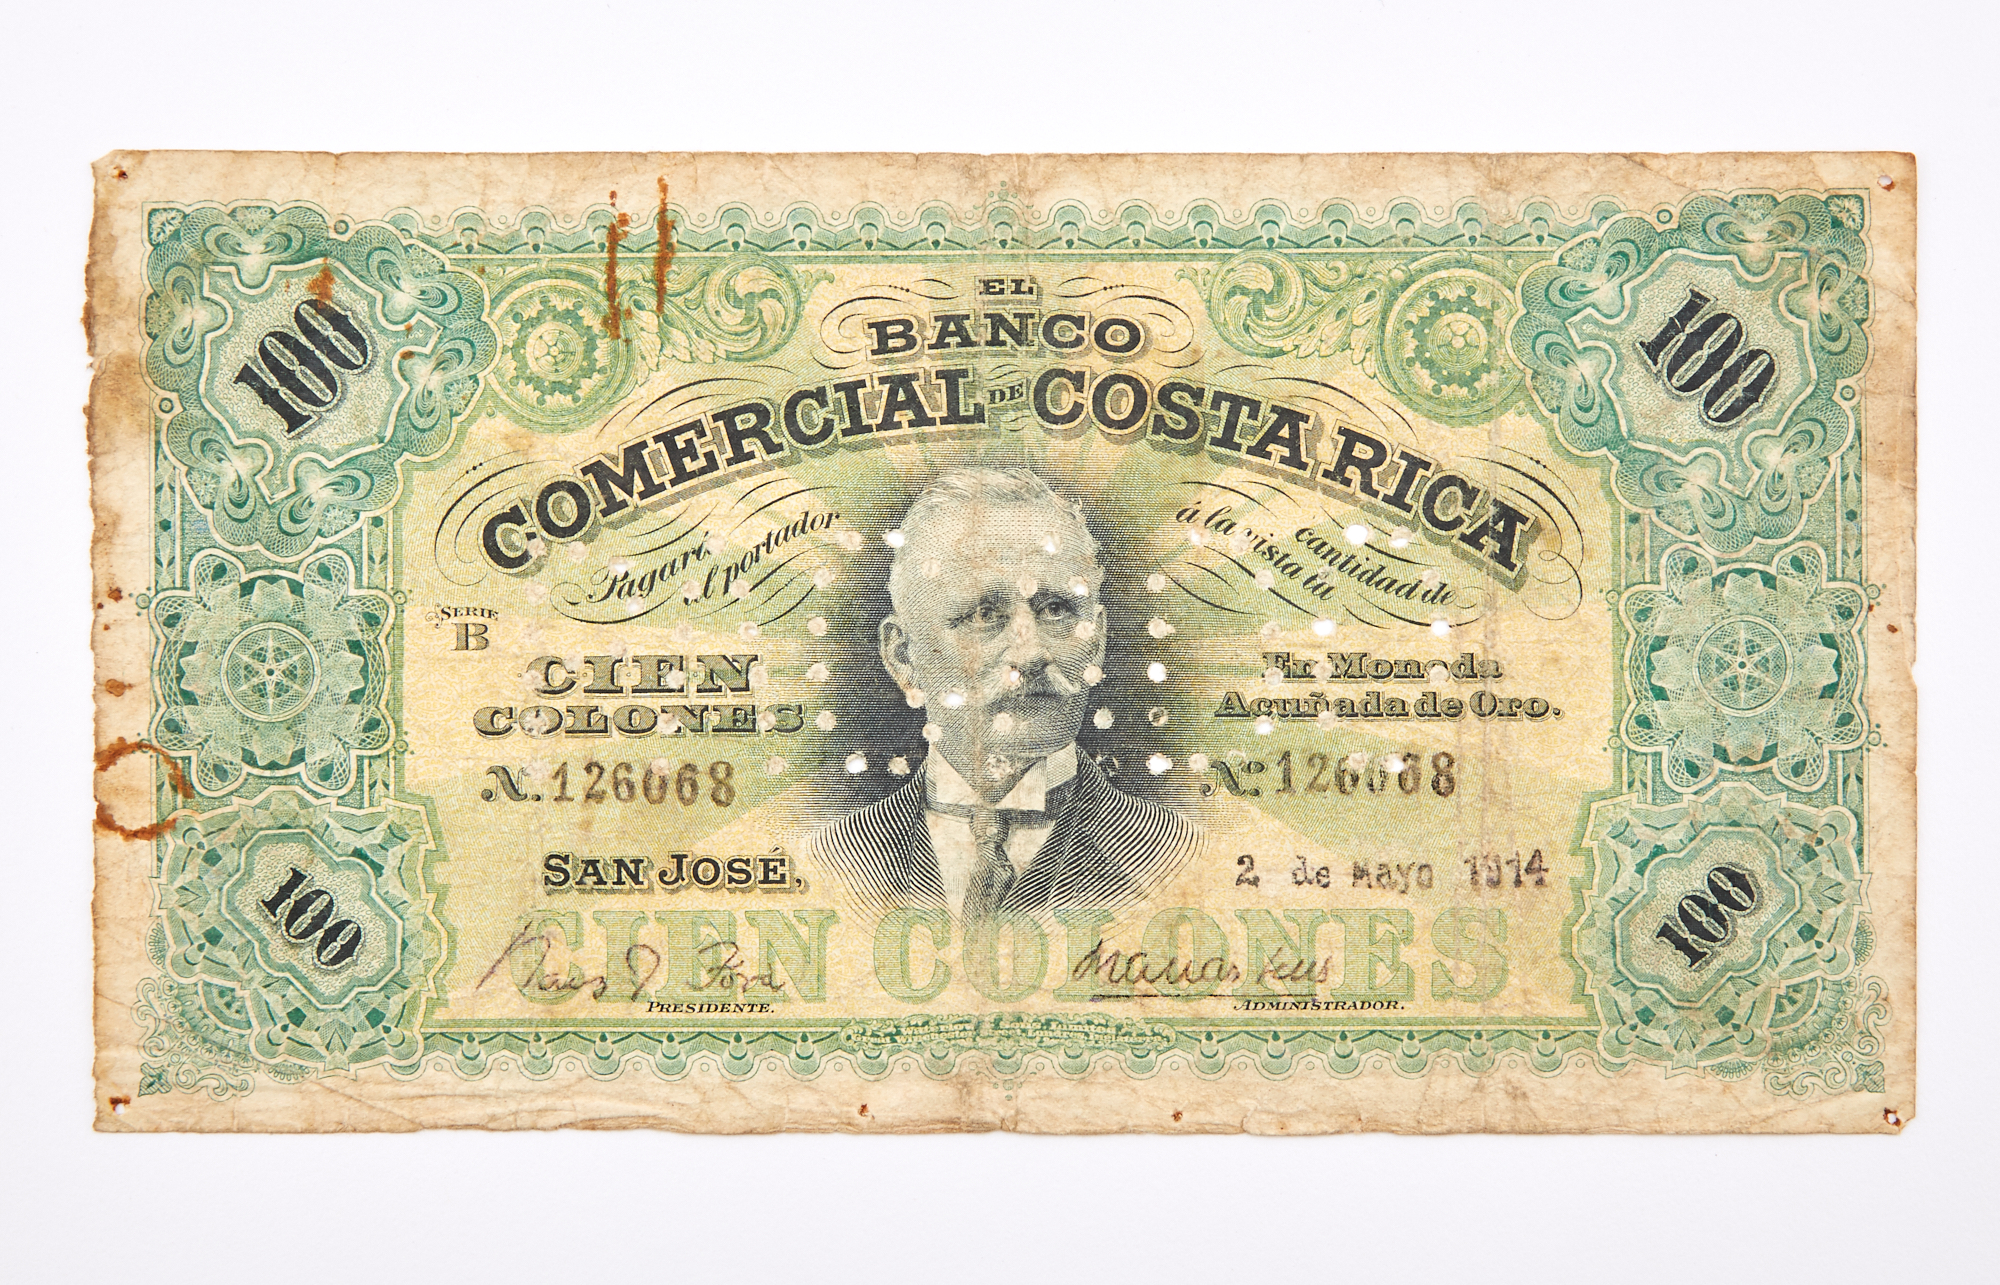 100
100
EL
BANCO
COMERCIAL DE COSTA RICA
Pagará al portador á la vista la cantidad de
SERIE
B
CIEN
COLONES
En Moneda
Acuñada de Oro.
No. 126068
No. 126068
SAN JOSÉ,
2 de Mayo 1914
CIEN COLONES
100
100
PRESIDENTE.
ADMINISTRADOR.